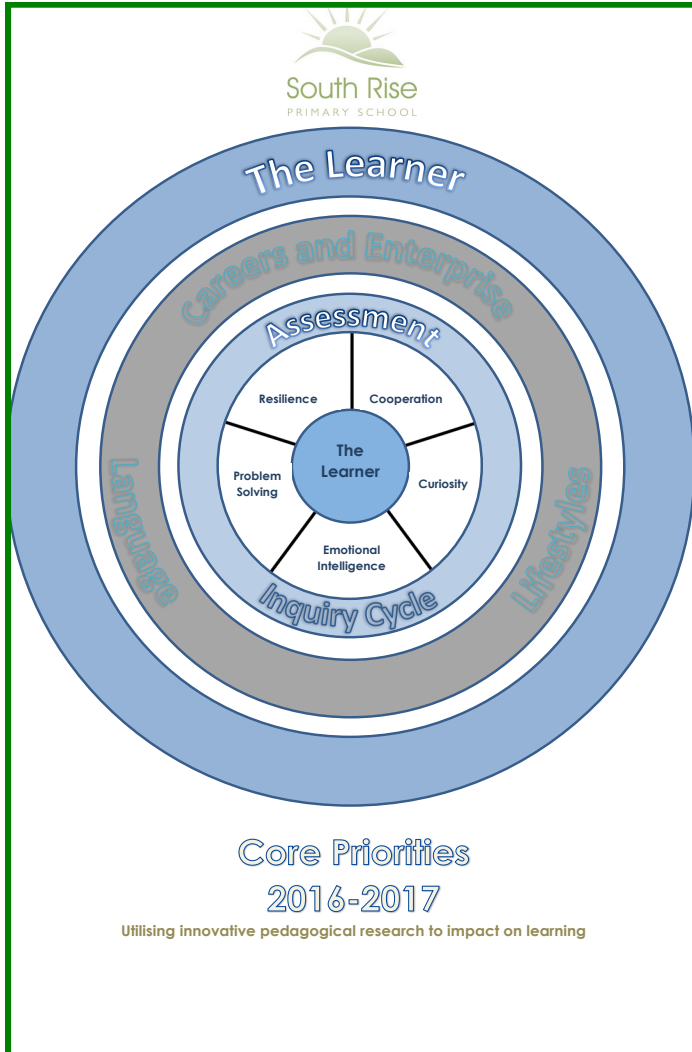 South Rise
PRIMARY SCHOOL
The Learner
Careers and Enterprise
Assessment
Resilience
Cooperation
The
Learner
Problem
Solving
Curiosity
Emotional
Intelligence
Language
Lifestyles
Inquiry Cycle
Core Priorities
2016-2017
Utilising innovative pedagogical research to impact on learning